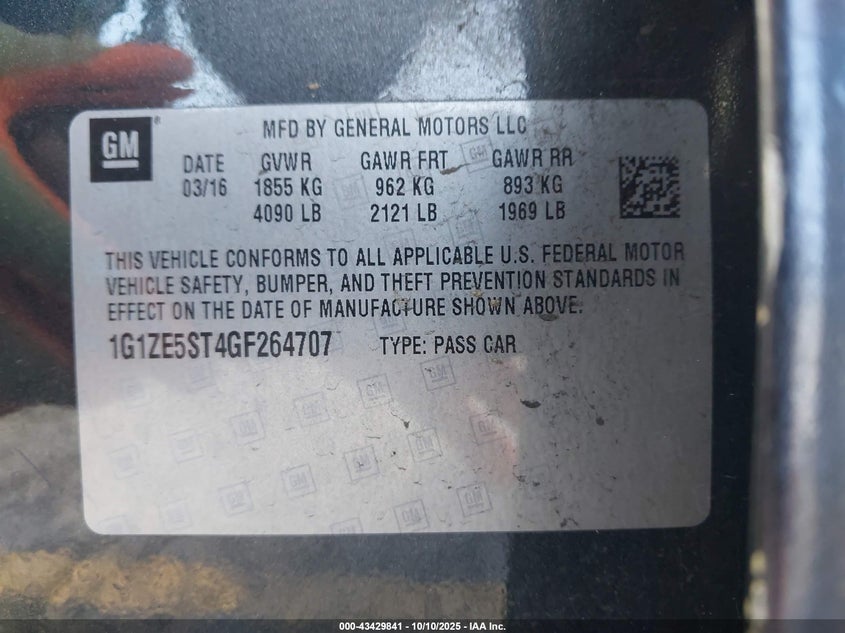 GM®
MFD BY GENERAL MOTORS LLC
DATE GVWR GAWR FRT GAWR RR
03/16 1855 KG 962 KG 893 KG
4090 LB 2121 LB 1969 LB
THIS VEHICLE CONFORMS TO ALL APPLICABLE U.S. FEDERAL MOTOR
VEHICLE SAFETY, BUMPER, AND THEFT PREVENTION STANDARDS IN
EFFECT ON THE DATE OF MANUFACTURE SHOWN ABOVE.
1G1ZE5ST4GF264707 TYPE: PASS CAR
000-43429841 - 10/10/2025 - IAA Inc.